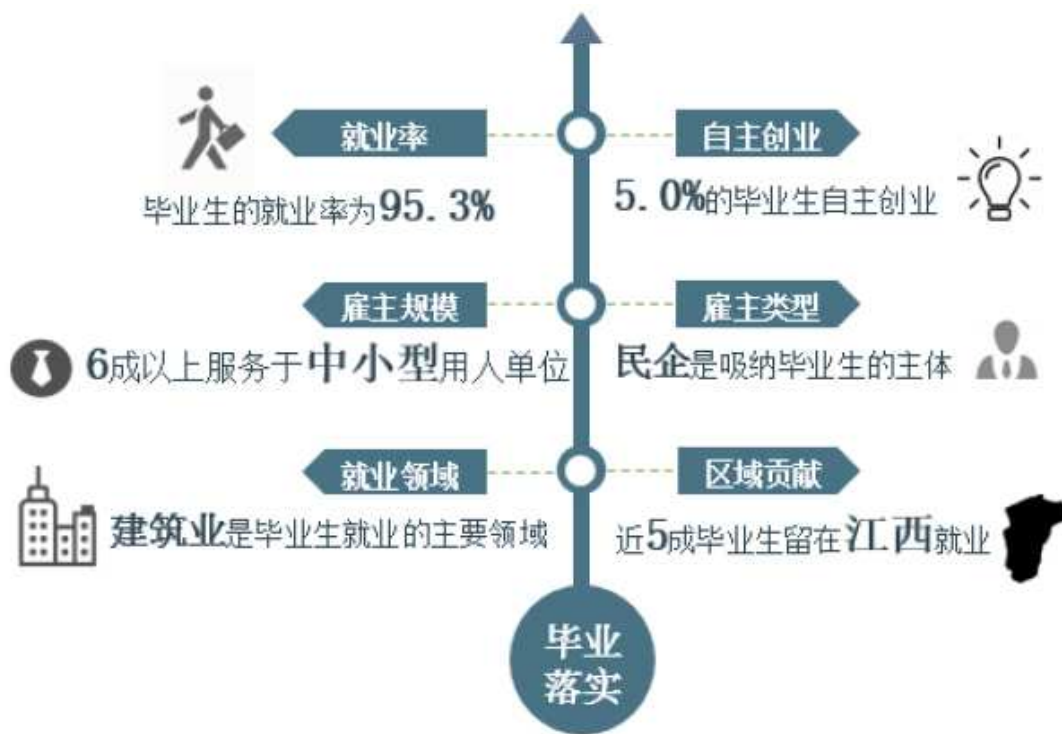 就业率
自主创业
毕业生的就业率为95.3%
5.0%的毕业生自主创业
雇主规模
雇主类型
6成以上服务于中小型用人单位
民企是吸纳毕业生的主体
就业领域
区域贡献
建筑业是毕业生就业的主要领域
近5成毕业生留在江西就业
毕业
落实